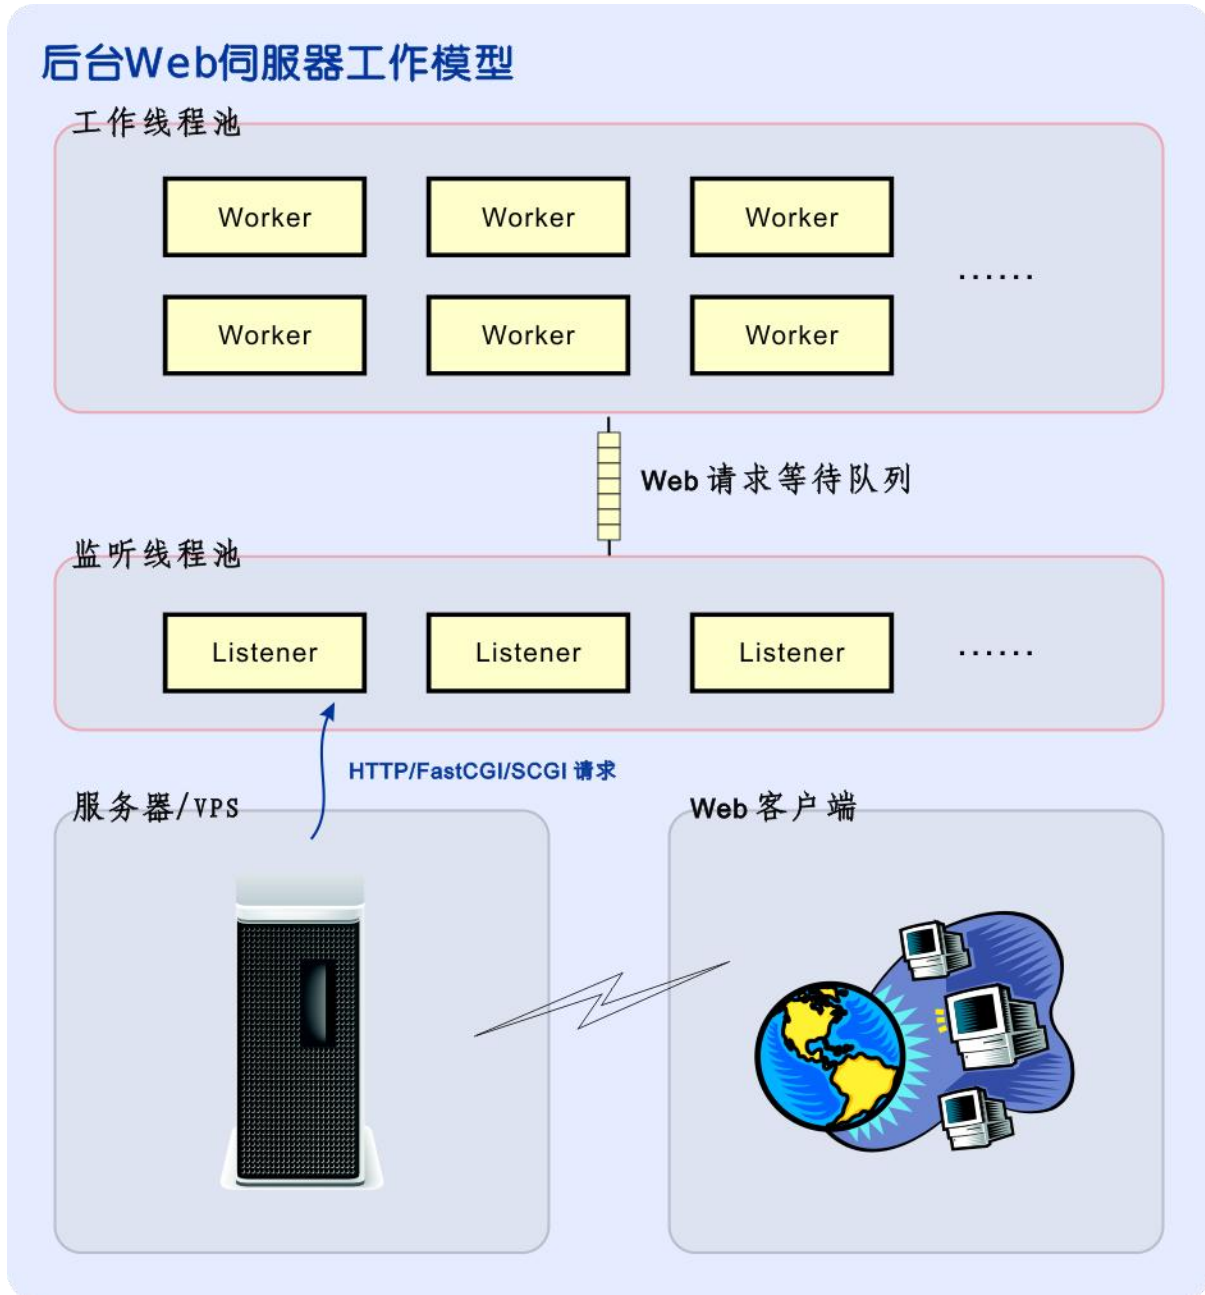 后台Web伺服器工作模型
工作线程池
Worker
Worker
Worker
......
Worker
Worker
Worker
Web 请求等待队列
监听线程池
Listener
Listener
Listener
......
HTTP/FastCGI/SCGI 请求
服务器/VPS
Web 客户端